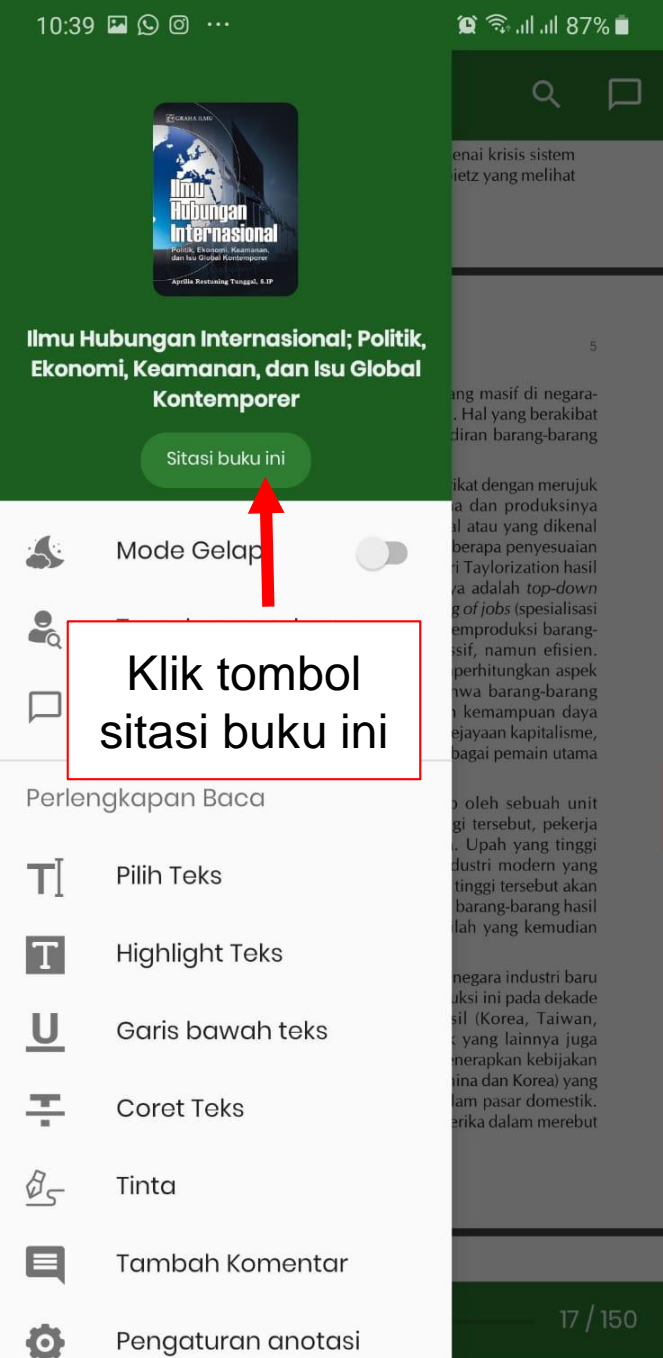 10:39
87%
GRAHA ILMU
Ilmu
Hubungan
Internasional
Politik, Ekonomi, Keamanan,
dan Isu Global Kontemporer
Aprilia Restuning Tunggal, S.IP
Ilmu Hubungan Internasional; Politik,
Ekonomi, Keamanan, dan Isu Global
Kontemporer
Sitasi buku ini
Mode Gelap
Klik tombol
sitasi buku ini
Perlengkapan Baca
Pilih Teks
Highlight Teks
Garis bawah teks
Coret Teks
Tinta
Tambah Komentar
Pengaturan anotasi
enai krisis sistem
ietz yang melihat
5
ang masif di negara-
. Hal yang berakibat
diran barang-barang
ikat dengan merujuk
a dan produksinya
al atau yang dikenal
berapa penyesuaian
ri Taylorization hasil
ya adalah top-down
g of jobs (spesialisasi
emproduksi barang-
ssif, namun efisien.
perhitungkan aspek
nwa barang-barang
n kemampuan daya
ejayaan kapitalisme,
bagai pemain utama
oleh sebuah unit
gi tersebut, pekerja
. Upah yang tinggi
dustri modern yang
tinggi tersebut akan
barang-barang hasil
ilah yang kemudian
negara industri baru
uksi ini pada dekade
sil (Korea, Taiwan,
yang lainnya juga
enerapkan kebijakan
nina dan Korea) yang
lam pasar domestik.
erika dalam merebut
17 / 150